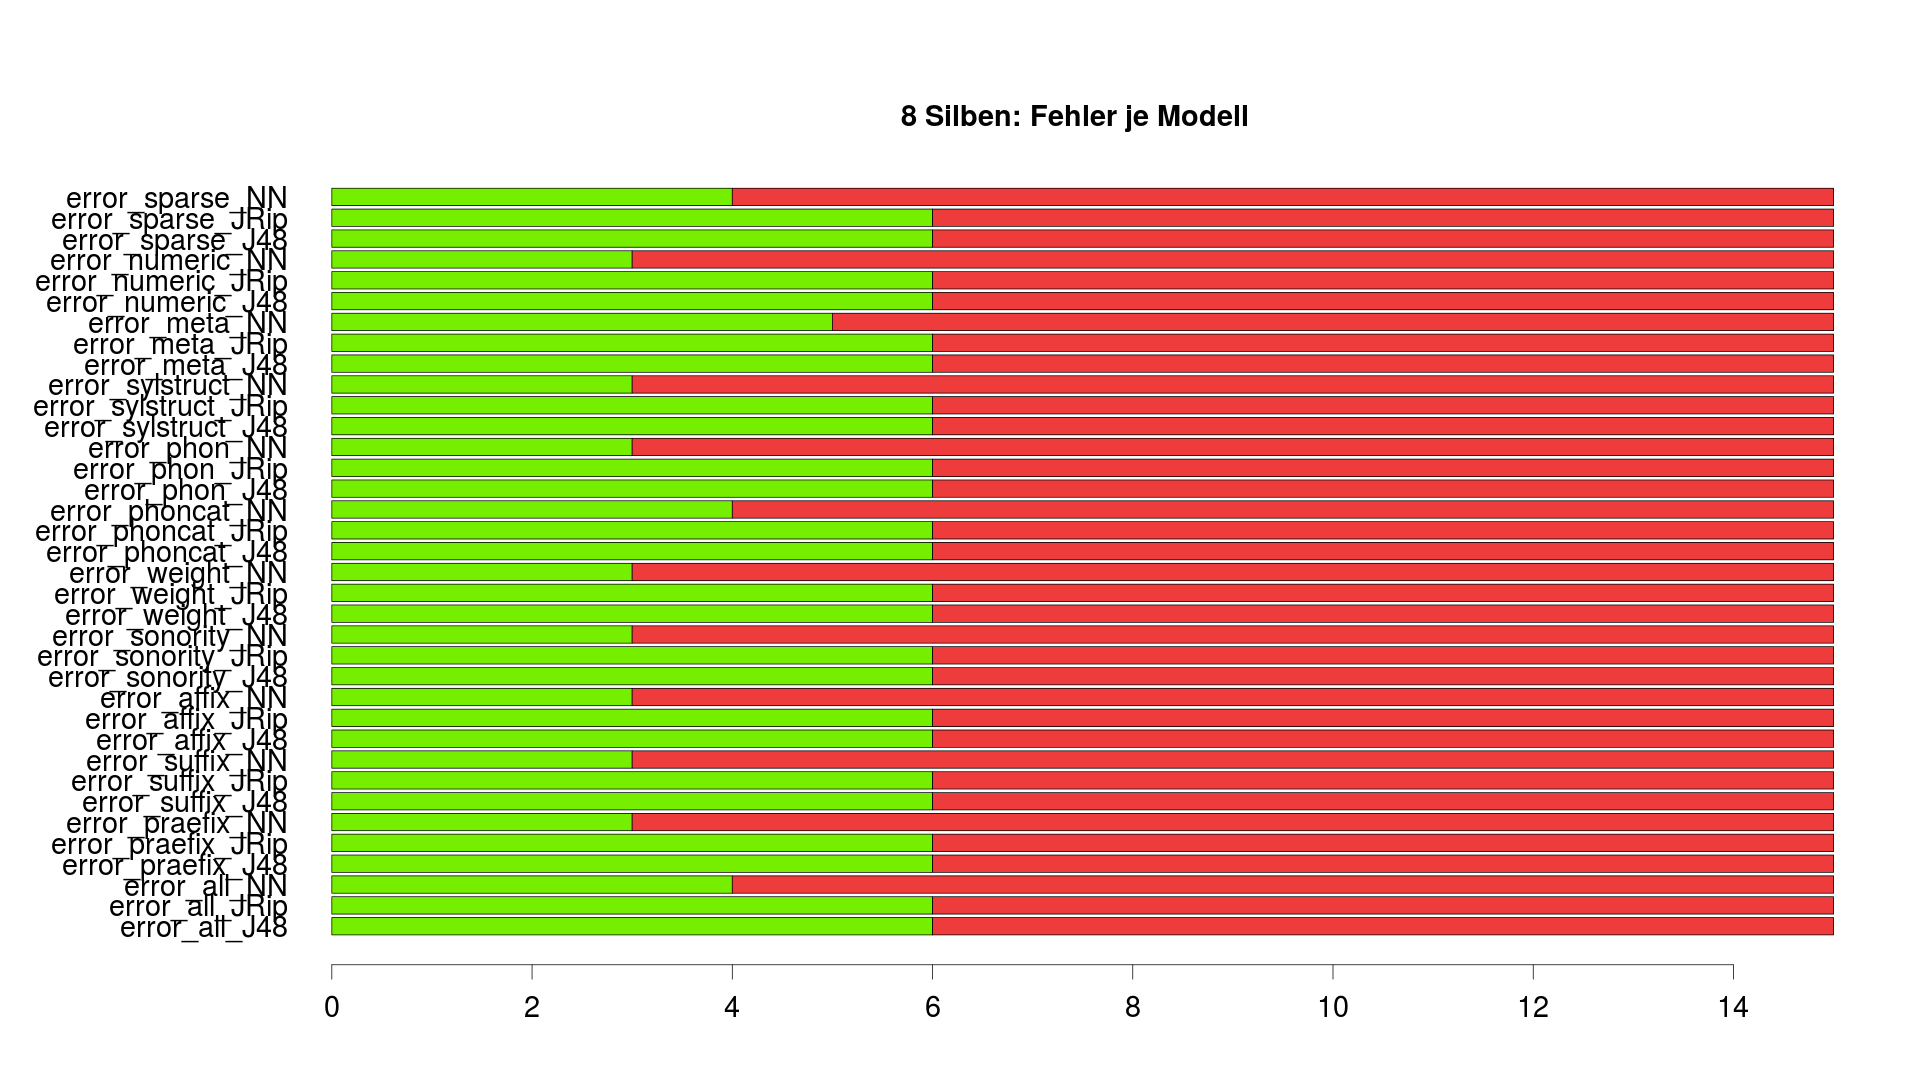 8 Silben: Fehler je Modell
error_sparse_NN
error_sparse_JRip
error_sparse_J48
error_numeric_NN
error_numeric_JRip
error_numeric_J48
error_meta_NN
error_meta_JRip
error_meta_J48
error_sylstruct_NN
error_sylstruct_JRip
error_sylstruct_J48
error_phon_NN
error_phon_JRip
error_phon_J48
error_phoncat_NN
error_phoncat_JRip
error_phoncat_J48
error_weight_NN
error_weight_JRip
error_weight_J48
error_sonority_NN
error_sonority_JRip
error_sonority_J48
error_affix_NN
error_affix_JRip
error_affix_J48
error_suffix_NN
error_suffix_JRip
error_suffix_J48
error_praefix_NN
error_praefix_JRip
error_praefix_J48
error_all_NN
error_all_JRip
error_all_J48
0 2 4 6 8 10 12 14